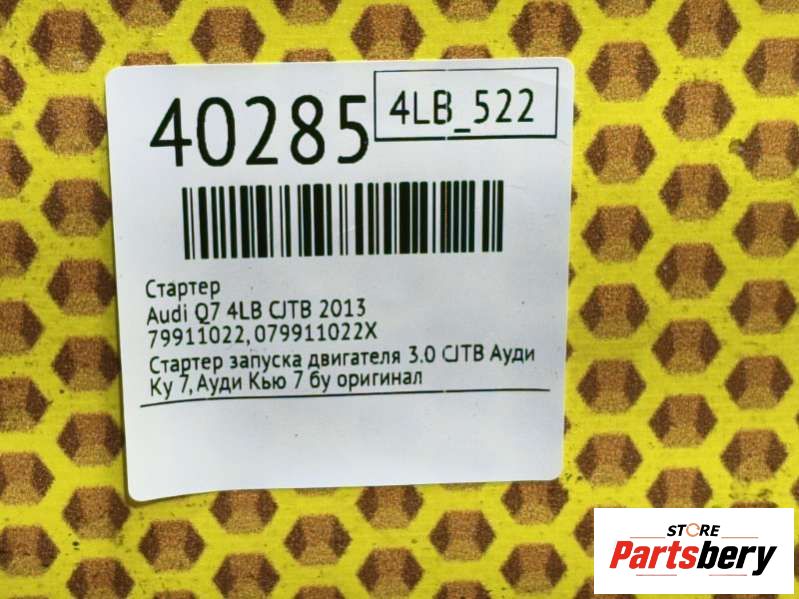 40285
4LB_522
Стартер
Audi Q7 4LB CJTB 2013
79911022, 079911022X
Стартер запуска двигателя 3.0 CJTB Ауди
Ку 7, Ауди Кью 7 бу оригинал
STORE
Partsbery